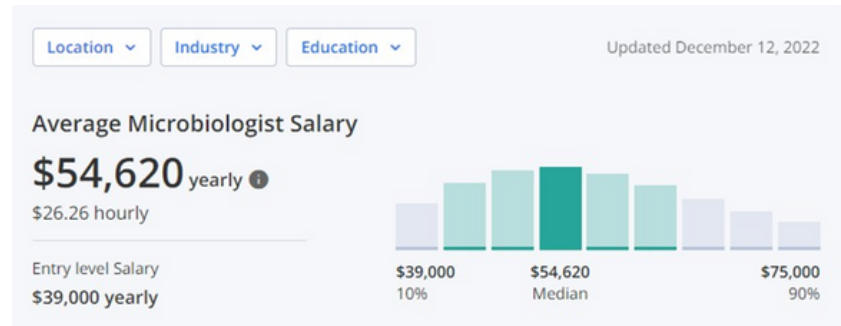 Location Industry Education Updated December 12, 2022
Average Microbiologist Salary
$54,620 yearly
$26.26 hourly
Entry level Salary
$39,000 yearly
$39,000 $54,620 $75,000
10% Median 90%